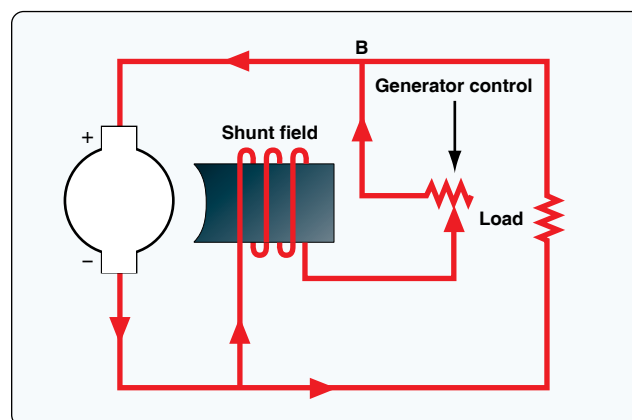 B
Generator control
+
Shunt field
Load
−